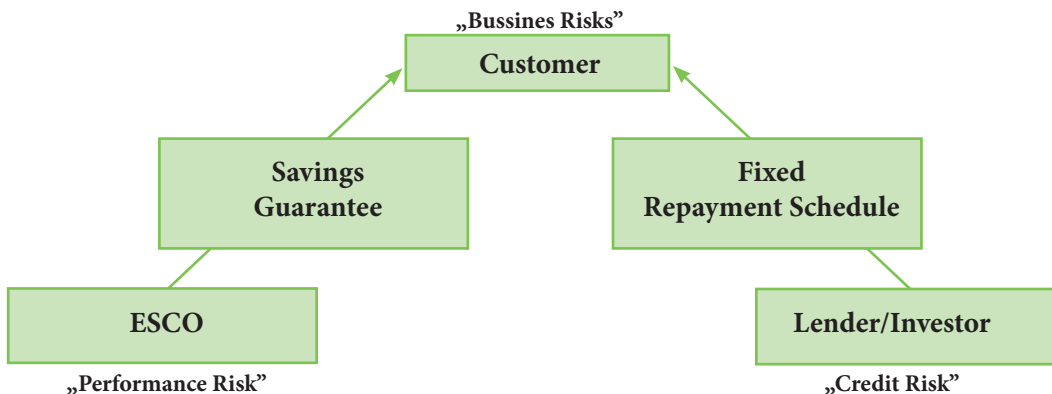 „Bussines Risks”
Customer
Savings
Guarantee
Fixed
Repayment Schedule
ESCO
Lender/Investor
„Performance Risk”
„Credit Risk”